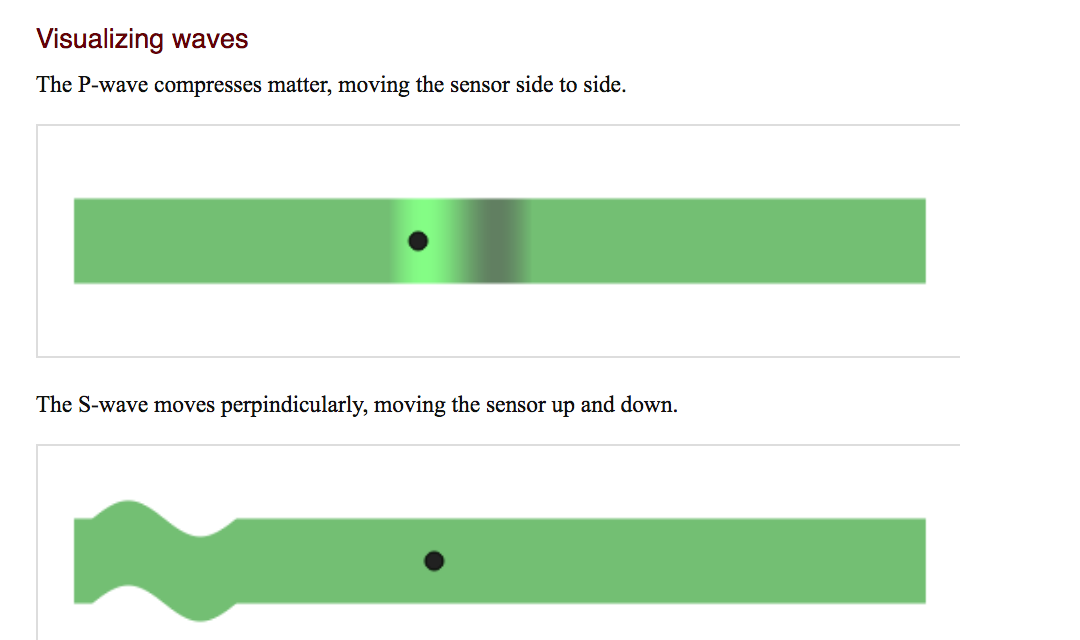 Visualizing waves
The P-wave compresses matter, moving the sensor side to side.
The S-wave moves perpindicularly, moving the sensor up and down.